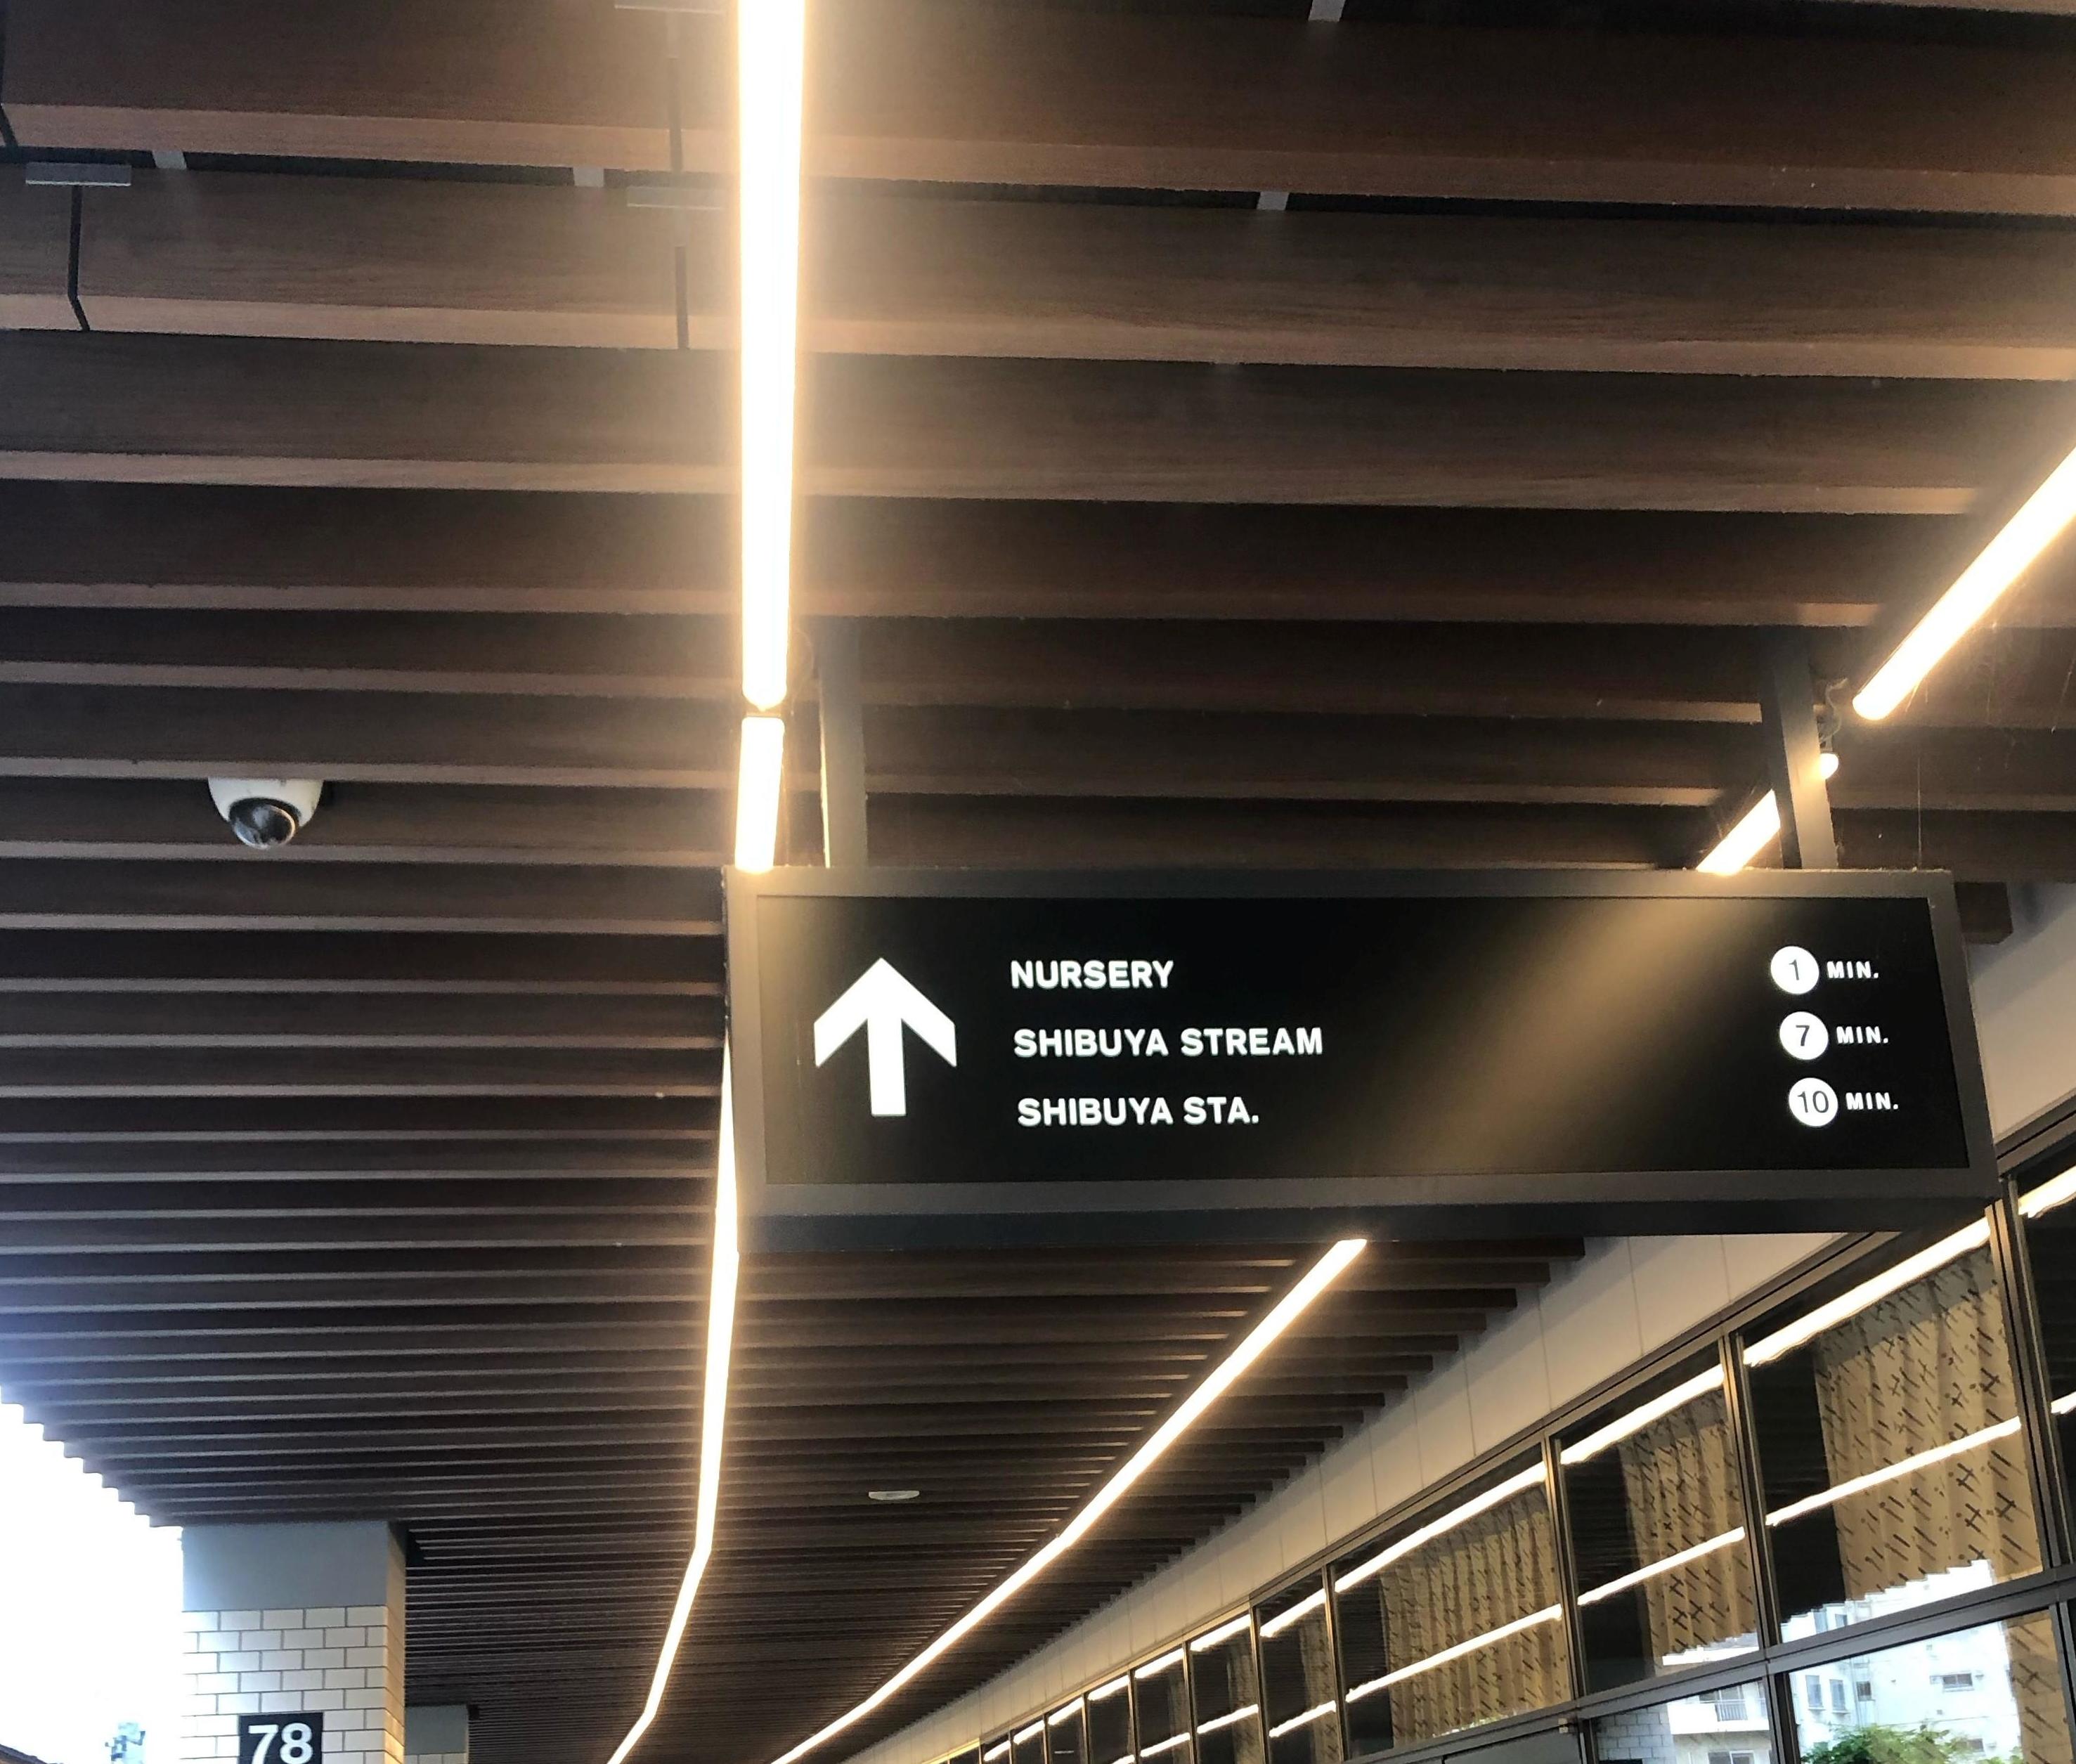 NURSERY 1 MIN.
SHIBUYA STREAM 7 MIN.
SHIBUYA STA. 10 MIN.
78